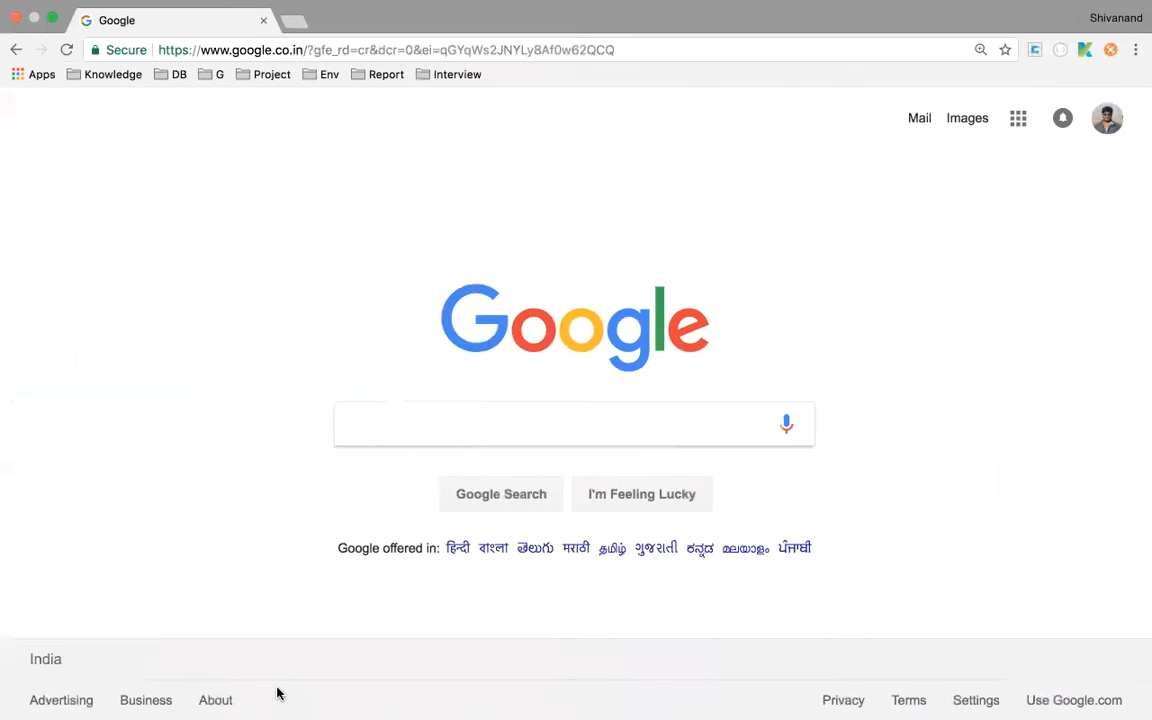 Google
Shivanand
Secure https://www.google.co.in/?gfe_rd=cr&dcr=0&ei=qGYqWs2JNYLy8Af0w62QCQ
Apps Knowledge DB G Project Env Report Interview
Mail Images
Google
Google Search I'm Feeling Lucky
Google offered in: हिन्दी বাংলা తెలుగు मराठी தமிழ் ગુજરાતી ಕನ್ನಡ മലയാളം ਪੰਜਾਬੀ
India
Advertising Business About Privacy Terms Settings Use Google.com